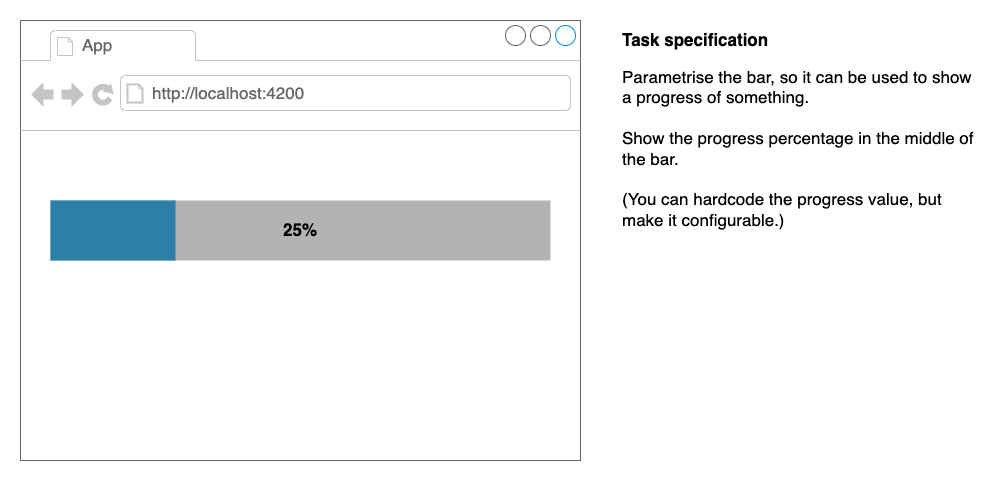 App
http://localhost:4200
25%
Task specification
Parametrise the bar, so it can be used to show
a progress of something.
Show the progress percentage in the middle of
the bar.
(You can hardcode the progress value, but
make it configurable.)